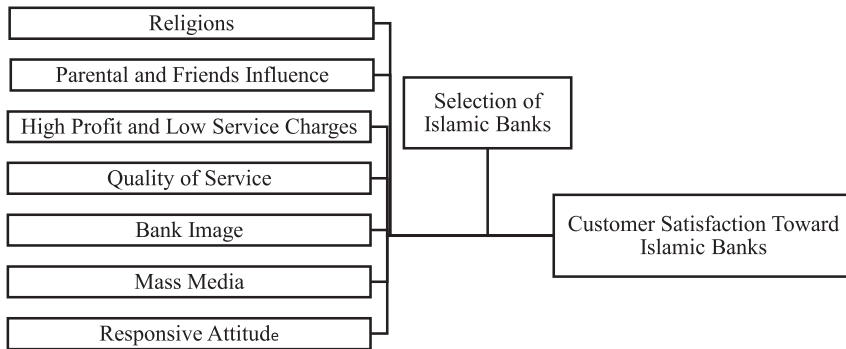 Religions
Parental and Friends Influence
High Profit and Low Service Charges
Quality of Service
Bank Image
Mass Media
Responsive Attitude
Selection of
Islamic Banks
Customer Satisfaction Toward
Islamic Banks